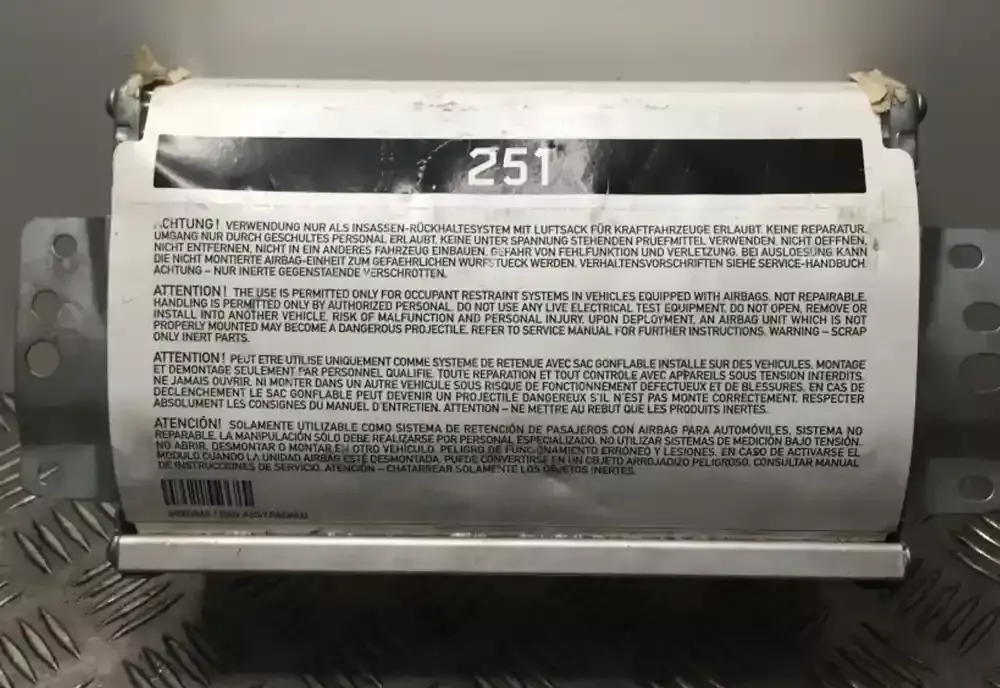 251
CHTUNG! VERWENDUNG NUR ALS INSASSEN-RÜCKHALTESYSTEM MIT LUFTSACK FÜR KRAFTFAHRZEUGE ERLAUBT. KEINE REPARATUR.
UMGANG NUR DURCH GESCHULTES PERSONAL ERLAUBT. KEINE UNTER SPANNUNG STEHENDEN PRUEFMITTEL VERWENDEN. NICHT OEFFNEN,
NICHT ENTFERNEN, NICHT IN EIN ANDERES FAHRZEUG EINBAUEN. GEFAHR VON FEHLFUNKTION UND VERLETZUNG. BEI AUSLOESUNG KANN
DIE NICHT MONTIERTE AIRBAG-EINHEIT ZUM GEFAEHRLICHEN WURFSTUECK WERDEN. VERHALTENSVORSCHRIFTEN SIEHE SERVICE-HANDBUCH.
ACHTUNG – NUR INERTE GEGENSTAENDE VERSCHROTTEN.
ATTENTION! THE USE IS PERMITTED ONLY FOR OCCUPANT RESTRAINT SYSTEMS IN VEHICLES EQUIPPED WITH AIRBAGS. NOT REPAIRABLE.
HANDLING IS PERMITTED ONLY BY AUTHORIZED PERSONAL. DO NOT USE ANY LIVE ELECTRICAL TEST EQUIPMENT. DO NOT OPEN, REMOVE OR
INSTALL INTO ANOTHER VEHICLE, RISK OF MALFUNCTION AND PERSONAL INJURY. UPON DEPLOYMENT, AN AIRBAG UNIT WHICH IS NOT
PROPERLY MOUNTED MAY BECOME A DANGEROUS PROJECTILE. REFER TO SERVICE MANUAL FOR FURTHER INSTRUCTIONS. WARNING – SCRAP
ONLY INERT PARTS.
ATTENTION! PEUT ETRE UTILISE UNIQUEMENT COMME SYSTEME DE RETENUE AVEC SAC GONFLABLE INSTALLE SUR DES VEHICULES. MONTAGE
ET DEMONTAGE SEULEMENT PAR PERSONNEL QUALIFIE. TOUTE REPARATION ET TOUT CONTROLE AVEC APPAREILS SOUS TENSION INTERDITS.
NE JAMAIS OUVRIR, NI MONTER DANS UN AUTRE VEHICULE SOUS RISQUE DE FONCTIONNEMENT DEFECTUEUX ET DE BLESSURES. EN CAS DE
DECLENCHEMENT LE SAC GONFLABLE PEUT DEVENIR UN PROJECTILE DANGEREUX S'IL N'EST PAS MONTE CORRECTEMENT. RESPECTER
ABSOLUMENT LES CONSIGNES DU MANUEL D'ENTRETIEN. ATTENTION – NE METTRE AU REBUT QUE LES PRODUITS INERTES.
ATENCIÓN! SOLAMENTE UTILIZABLE COMO SISTEMA DE RETENCIÓN DE PASAJEROS CON AIRBAG PARA AUTOMÓVILES, SISTEMA NO
REPARABLE. LA MANIPULACIÓN SÓLO DEBE REALIZARSE POR PERSONAL ESPECIALIZADO. NO UTILIZAR SISTEMAS DE MEDICIÓN BAJO TENSIÓN.
NO ABRIR, DESMONTAR O MONTAR EN OTRO VEHÍCULO. PELIGRO DE FUNCIONAMIENTO ERRÓNEO Y LESIONES. EN CASO DE ACTIVARSE EL
MODULO CUANDO LA UNIDAD AIRBAG ESTÉ DESMONTADA, PUEDE CONVERTIRSE EN UN OBJETO ARROJADIZO PELIGROSO. CONSULTAR MANUAL
DE INSTRUCCIONES DE SERVICIO. ATENCIÓN – CHATARREAR SOLAMENTE LOS OBJETOS INERTES.